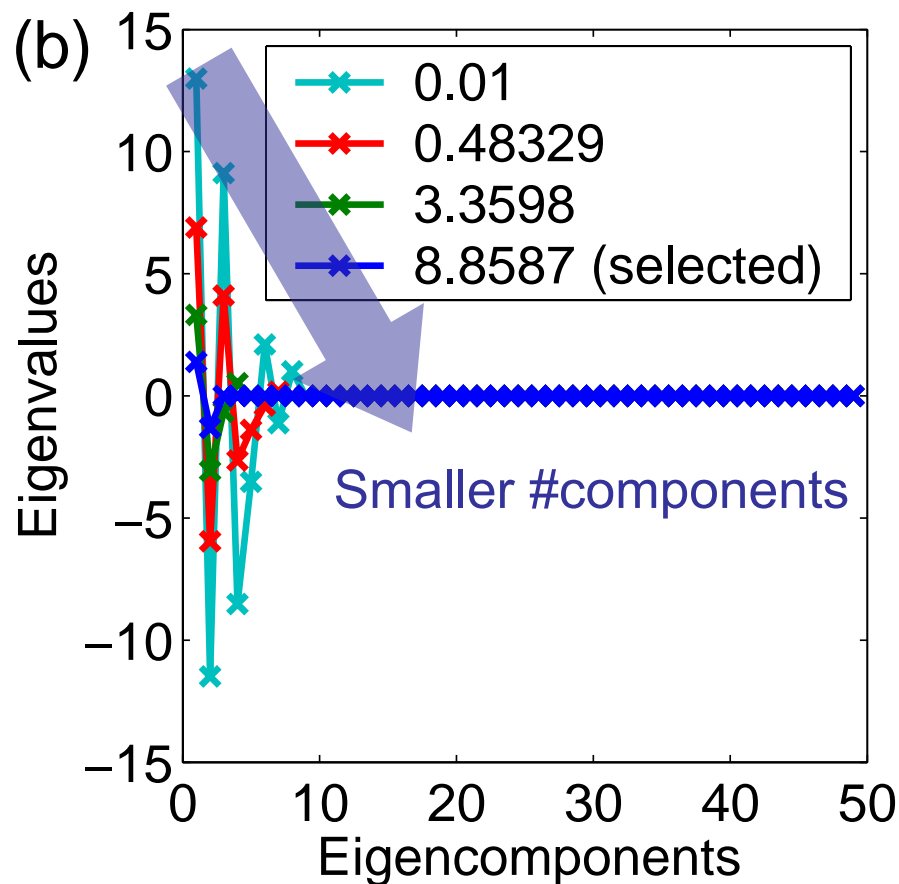 (b)
15
10
5
0
−5
−10
−15
Eigenvalues
0.01
0.48329
3.3598
8.8587 (selected)
Smaller #components
0 10 20 30 40 50
Eigencomponents